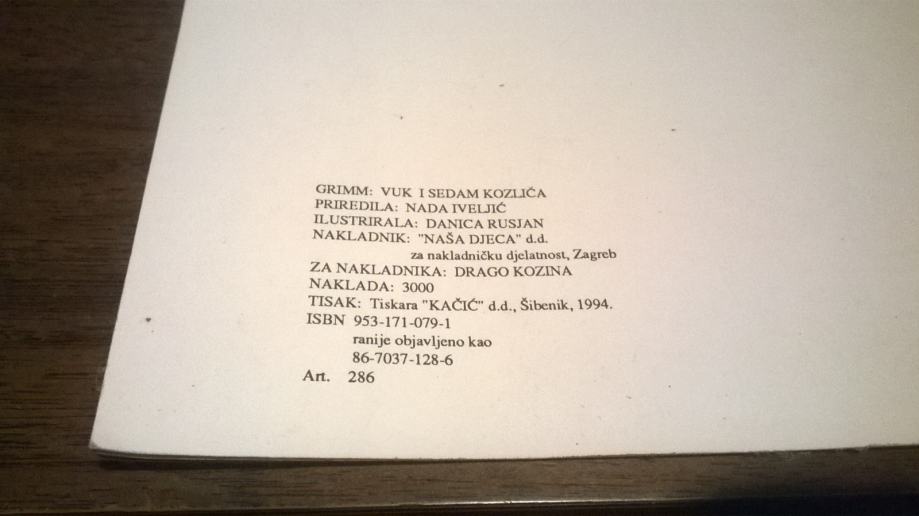 GRIMM: VUK I SEDAM KOZLIĆA
PRIREDILA: NADA IVELJIĆ
ILUSTRIRALA: DANICA RUSJAN
NAKLADNIK: "NAŠA DJECA" d.d.
za nakladničku djelatnost, Zagreb
ZA NAKLADNIKA: DRAGO KOZINA
NAKLADA: 3000
TISAK: Tiskara "KAČIĆ" d.d., Šibenik, 1994.
ISBN 953-171-079-1
ranije objavljeno kao
86-7037-128-6
Art. 286